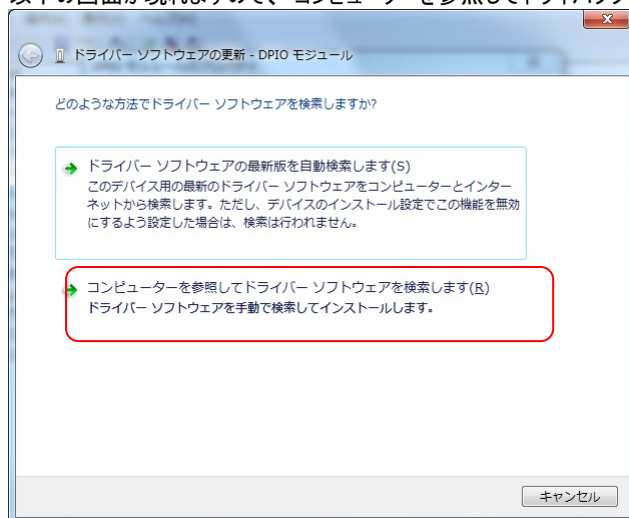 以下の画面が現れますので、コンピューターを参照してドライバソフ
ドライバー ソフトウェアの更新 - DPIO モジュール
どのような方法でドライバー ソフトウェアを検索しますか?
ドライバー ソフトウェアの最新版を自動検索します(S)
このデバイス用の最新のドライバー ソフトウェアをコンピューターとインター
ネットから検索します。ただし、デバイスのインストール設定でこの機能を無効
にするよう設定した場合は、検索は行われません。
コンピューターを参照してドライバー ソフトウェアを検索します(R)
ドライバー ソフトウェアを手動で検索してインストールします。
キャンセル